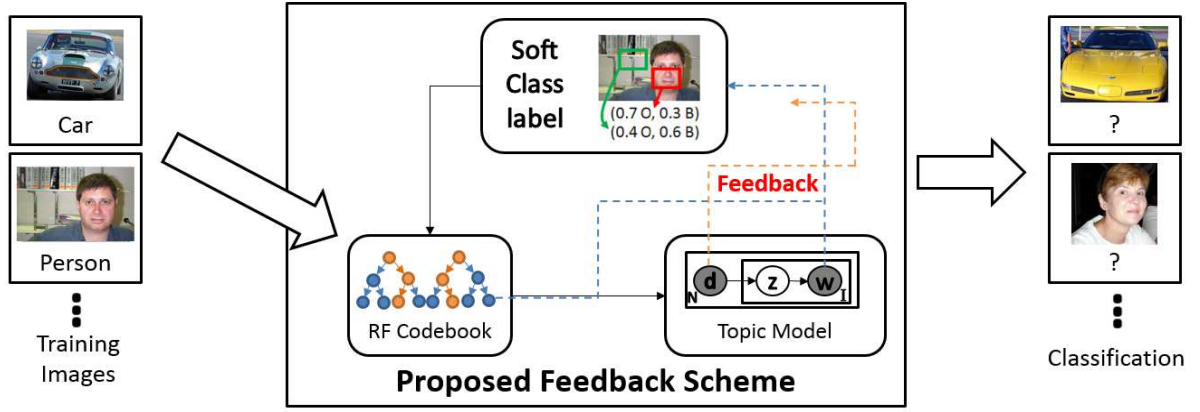 Car
Person
Training
Images
Soft
Class
label
(0.7 O, 0.3 B)
(0.4 O, 0.6 B)
Feedback
RF Codebook
d
z
w
N
I
Topic Model
Proposed Feedback Scheme
?
?
Classification